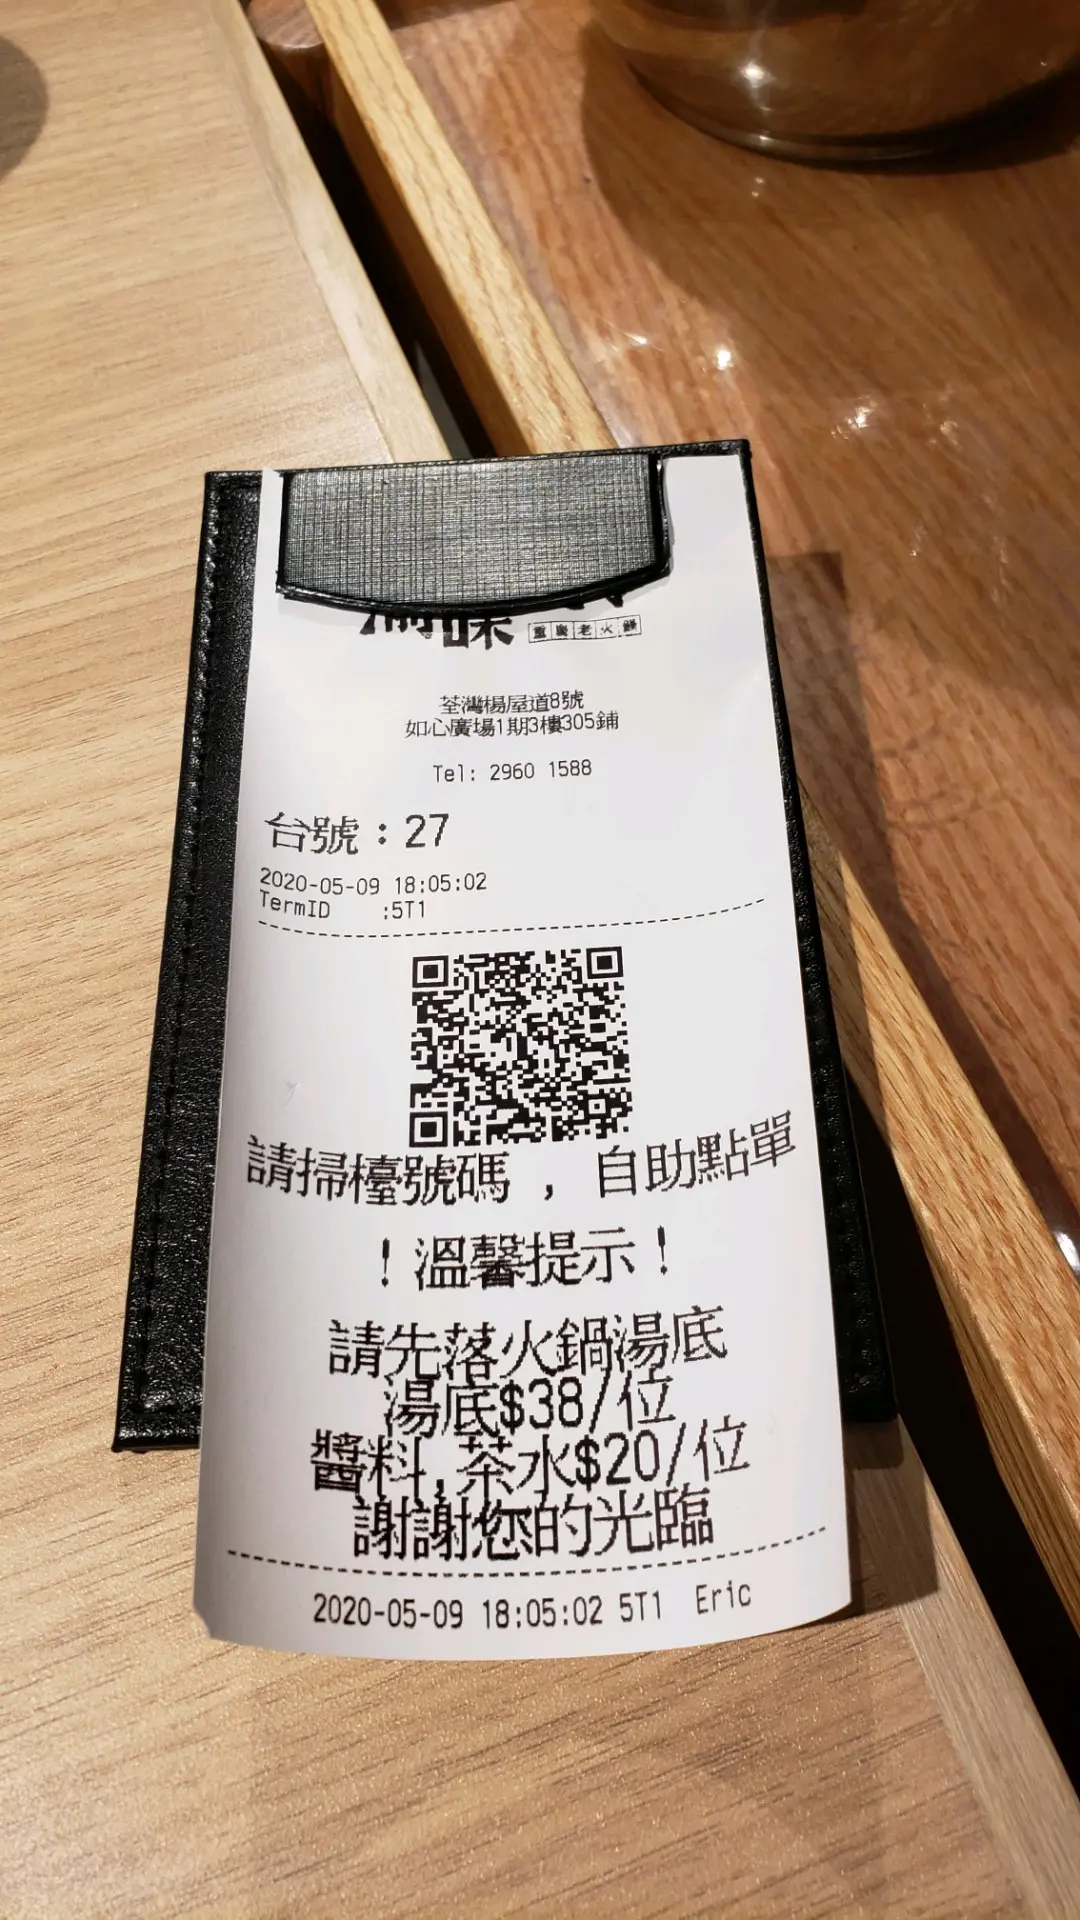 味 重慶老火鍋
荃灣楊屋道8號
如心廣場1期3樓305鋪
Tel: 2960 1588
台號：27
2020-05-09 18:05:02
TermID :5T1
請掃檯號碼 , 自助點單
！溫馨提示！
請先落火鍋湯底
湯底$38/位
醬料,茶水$20/位
謝謝您的光臨
2020-05-09 18:05:02 5T1 Eric